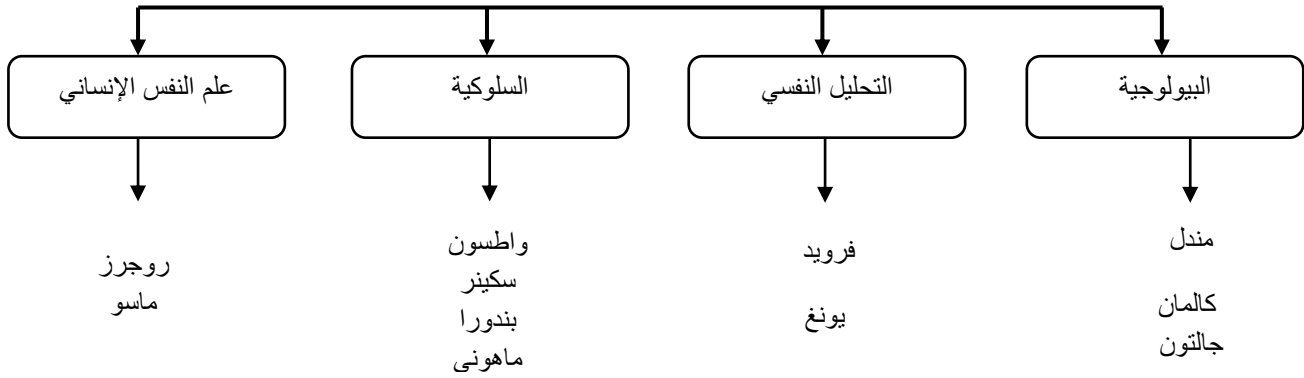 البيولوجية
مندل
كالمان
جالتون
التحليل النفسي
فرويد
يونغ
السلوكية
واطسون
سكينر
بندورا
ماهوني
علم النفس الإنساني
روجرز
ماسو